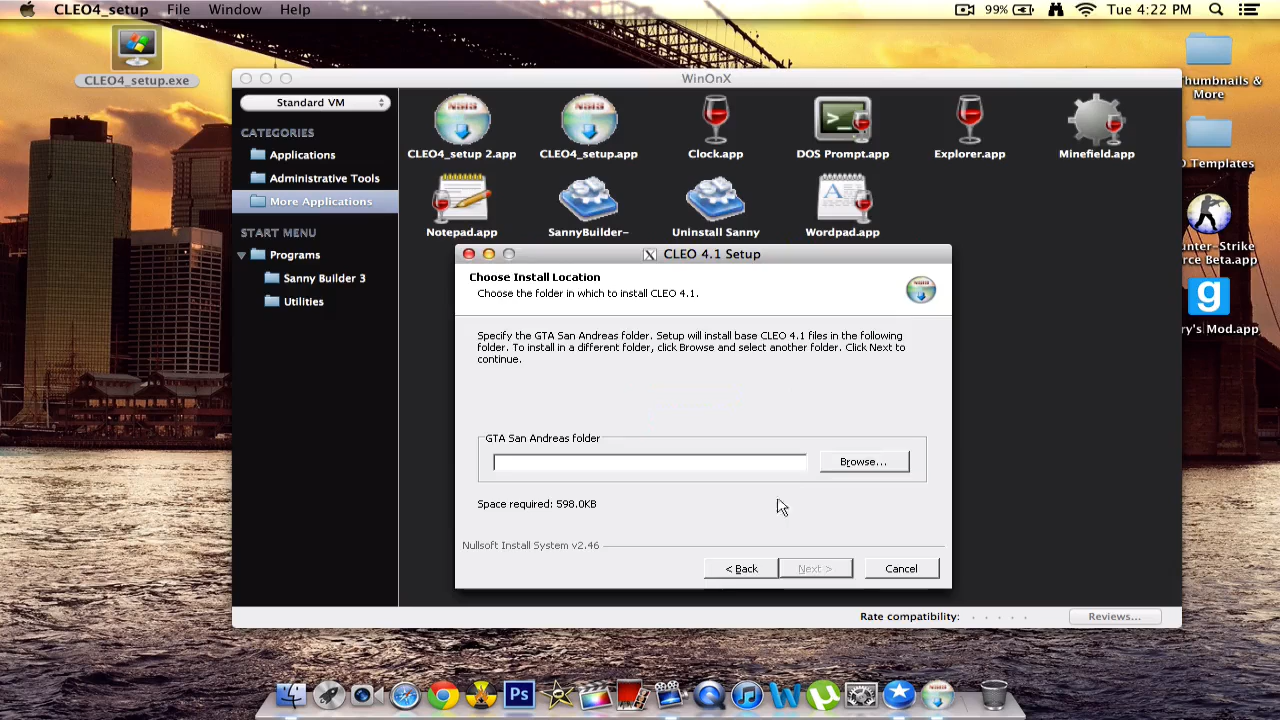 CLEO4_setup File Window Help
99% Tue 4:22 PM
CLEO4_setup.exe
WinOnX
Standard VM
CATEGORIES
Applications
Administrative Tools
More Applications
START MENU
Programs
Sanny Builder 3
Utilities
CLEO4_setup 2.app
CLEO4_setup.app
Clock.app
DOS Prompt.app
Explorer.app
Minefield.app
Notepad.app
SannyBuilder-
Uninstall Sanny
Wordpad.app
CLEO 4.1 Setup
Choose Install Location
Choose the folder in which to install CLEO 4.1.
Specify the GTA San Andreas folder. Setup will install base CLEO 4.1 files in the following
folder. To install in a different folder, click Browse and select another folder. Click Next to
continue.
GTA San Andreas folder
Browse...
Space required: 598.0KB
Nullsoft Install System v2.46
< Back
Next >
Cancel
Rate compatibility:
Reviews...
humbnails &
More
Templates
unter-Strike
rce Beta.app
ry's Mod.app
Ps